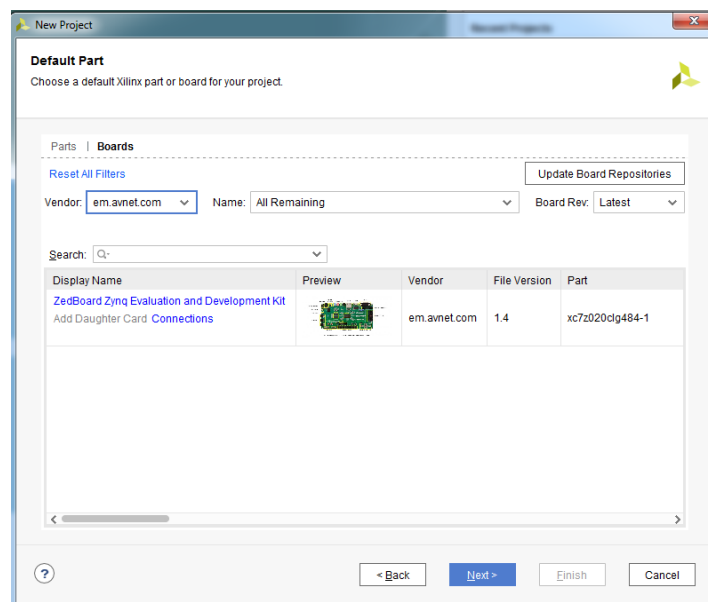 New Project
Recent Projects
Default Part
Choose a default Xilinx part or board for your project.
Parts | Boards
Reset All Filters
Update Board Repositories
Vendor: em.avnet.com Name: All Remaining Board Rev: Latest
Search: Q-
Display Name Preview Vendor File Version Part
ZedBoard Zynq Evaluation and Development Kit
Add Daughter Card Connections
em.avnet.com 1.4 xc7z020clg484-1
? < Back Next > Finish Cancel